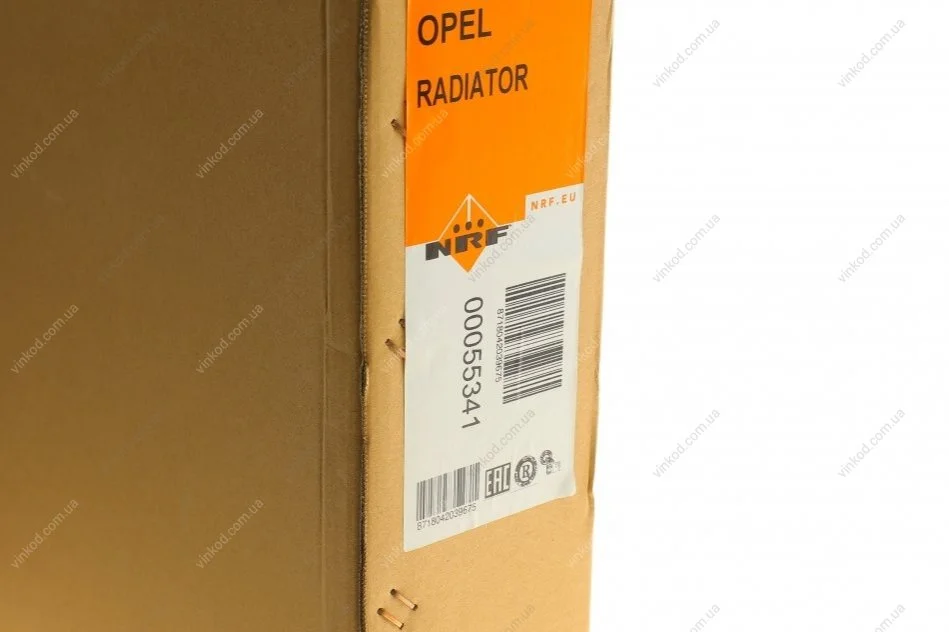 OPEL
RADIATOR
NRF.EU
NRF
00055341
8718042039675
8718042039675
EAC
R
vinkod.com.ua